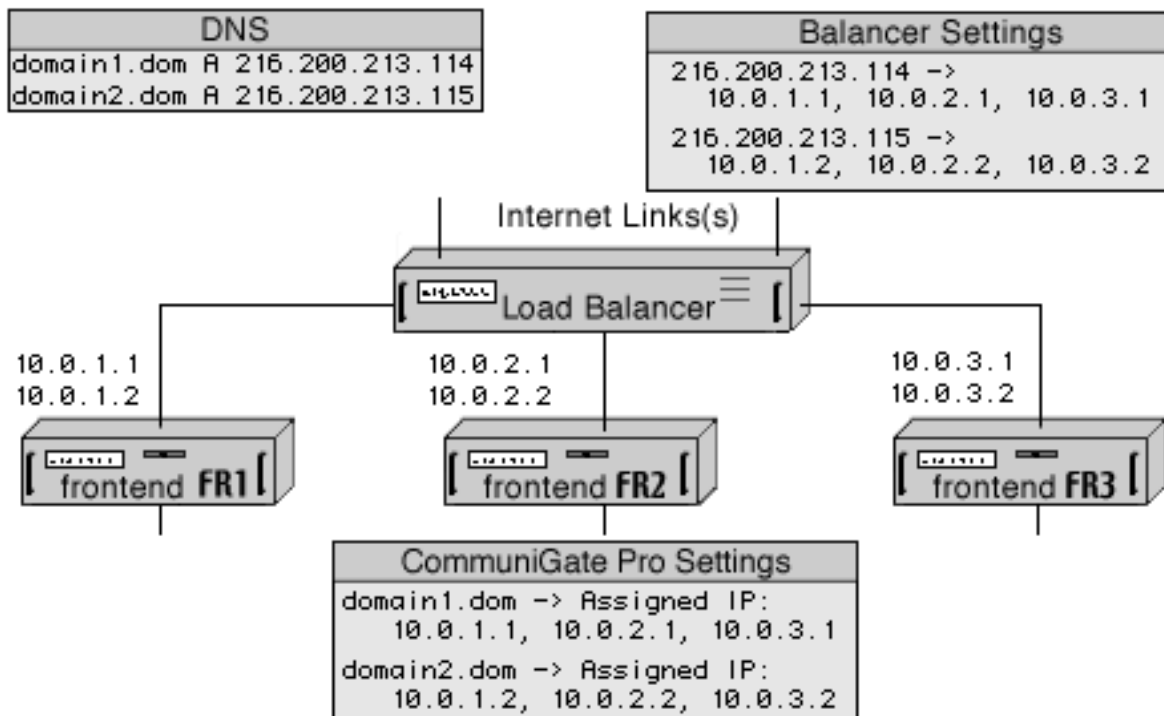 DNS
domain1.dom A 216.200.213.114
domain2.dom A 216.200.213.115
Balancer Settings
216.200.213.114 ->
10.0.1.1, 10.0.2.1, 10.0.3.1
216.200.213.115 ->
10.0.1.2, 10.0.2.2, 10.0.3.2
Internet Links(s)
Load Balancer
10.0.1.1
10.0.1.2
10.0.2.1
10.0.2.2
10.0.3.1
10.0.3.2
frontend FR1
frontend FR2
frontend FR3
CommuniGate Pro Settings
domain1.dom -> Assigned IP:
10.0.1.1, 10.0.2.1, 10.0.3.1
domain2.dom -> Assigned IP:
10.0.1.2, 10.0.2.2, 10.0.3.2